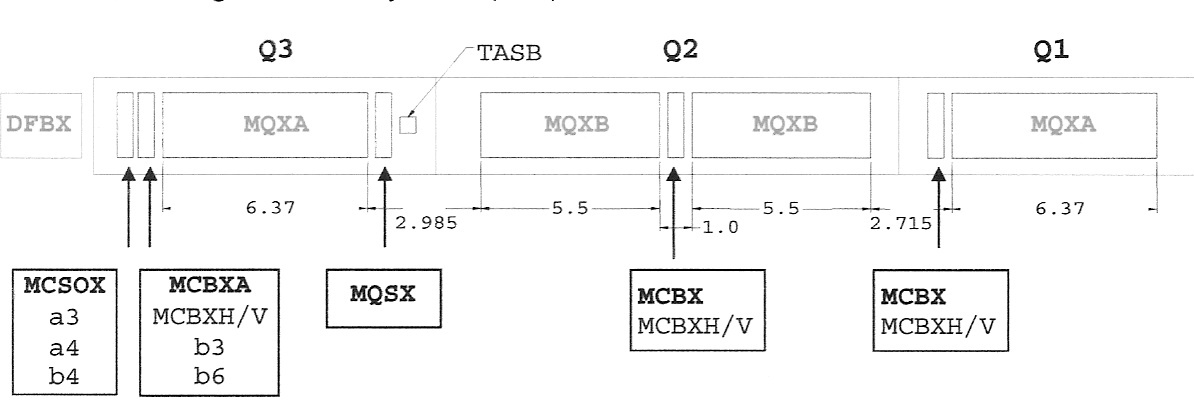 Q3
TASB
Q2
Q1
DFBX
MQXA
MQXB
MQXB
MQXA
6.37
2.985
5.5
1.0
5.5
2.715
6.37
MCSOX
a3
a4
b4
MCBXA
MCBXH/V
b3
b6
MQSX
MCBX
MCBXH/V
MCBX
MCBXH/V